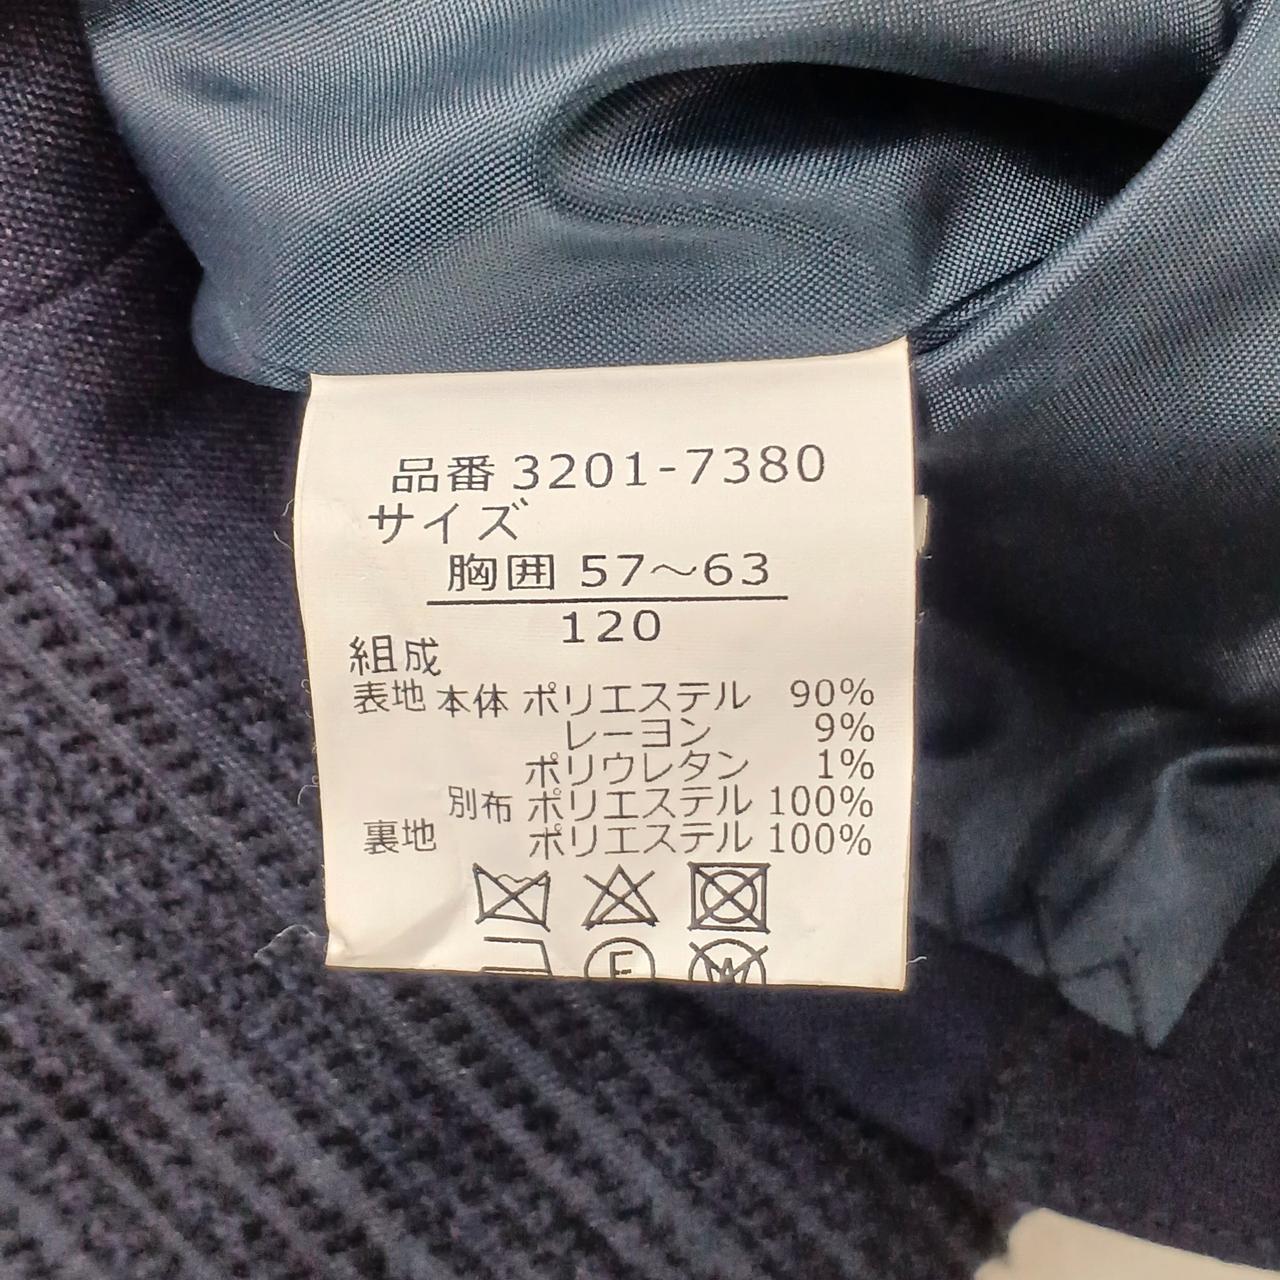 品番 3201-7380
サイズ
胸囲 57～63
120
組成
表地 本体 ポリエステル 90%
レーヨン 9%
ポリウレタン 1%
別布 ポリエステル 100%
裏地 ポリエステル 100%
F
W